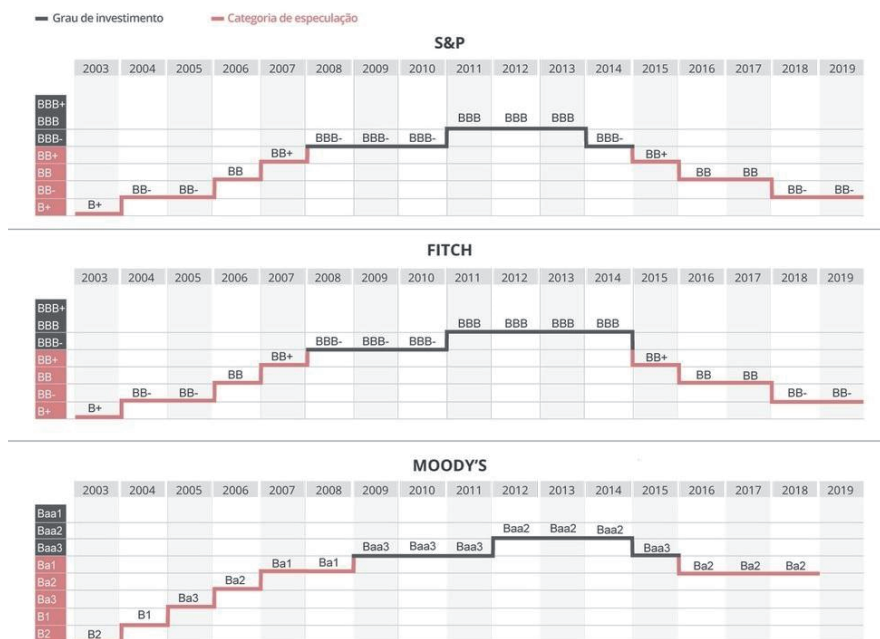 Grau de investimento Categoria de especulação
S&P
2003 2004 2005 2006 2007 2008 2009 2010 2011 2012 2013 2014 2015 2016 2017 2018 2019
BBB+
BBB BBB BBB BBB
BBB- BBB- BBB- BBB- BBB-
BB+ BB+ BB+
BB BB BB BB
BB- BB- BB- BB- BB-
B+ B+
FITCH
2003 2004 2005 2006 2007 2008 2009 2010 2011 2012 2013 2014 2015 2016 2017 2018 2019
BBB+
BBB BBB BBB BBB BBB
BBB- BBB- BBB- BBB-
BB+ BB+ BB+
BB BB BB BB
BB- BB- BB- BB- BB-
B+ B+
MOODY'S
2003 2004 2005 2006 2007 2008 2009 2010 2011 2012 2013 2014 2015 2016 2017 2018 2019
Baa1
Baa2 Baa2 Baa2 Baa2
Baa3 Baa3 Baa3 Baa3 Baa3
Ba1 Ba1 Ba1 Ba2 Ba2 Ba2
Ba2 Ba2
Ba3 Ba3
B1 B1
B2 B2